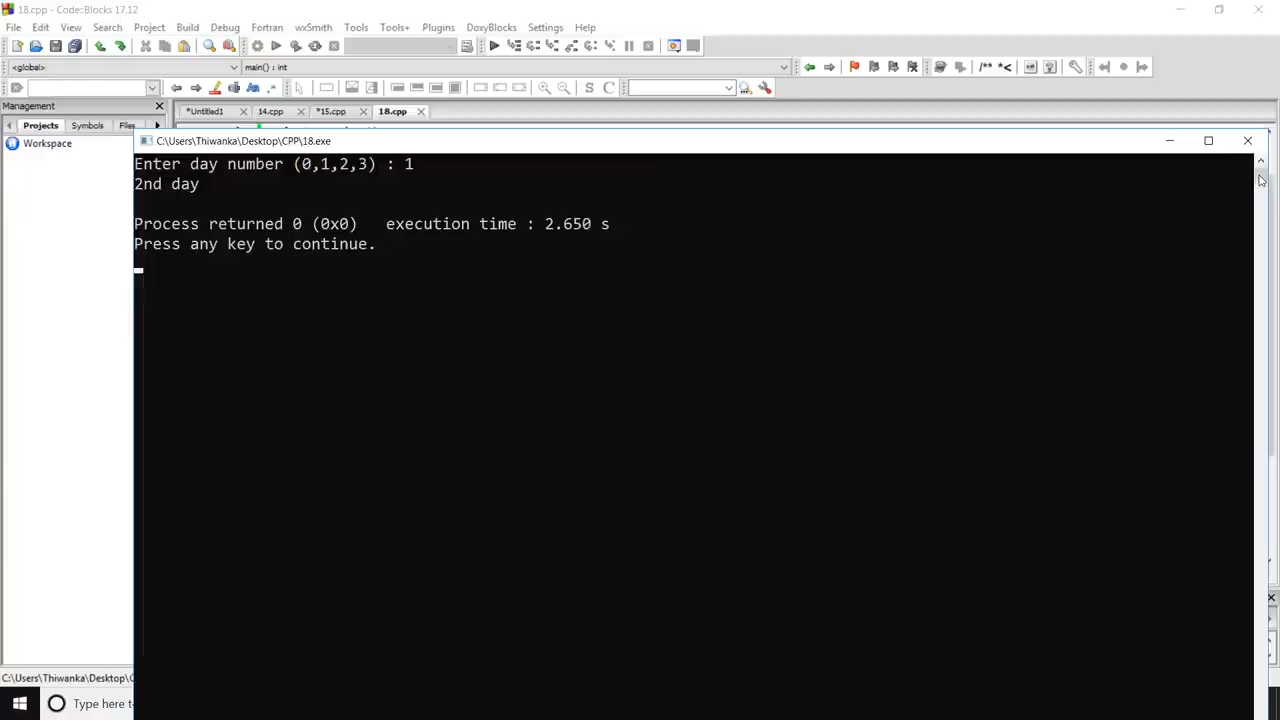 18.cpp - Code::Blocks 17.12
File Edit View Search Project Build Debug Fortran wxSmith Tools Tools+ Plugins DoxyBlocks Settings Help
<global> main() : int
/** *<
S C
Management
*Untitled1 14.cpp *15.cpp 18.cpp
Projects Symbols Files
Workspace
C:\Users\Thiwanka\Desktop\CPP\18.exe
Enter day number (0,1,2,3) : 1
2nd day
Process returned 0 (0x0)   execution time : 2.650 s
Press any key to continue.
C:\Users\Thiwanka\Desktop\C
Type here t